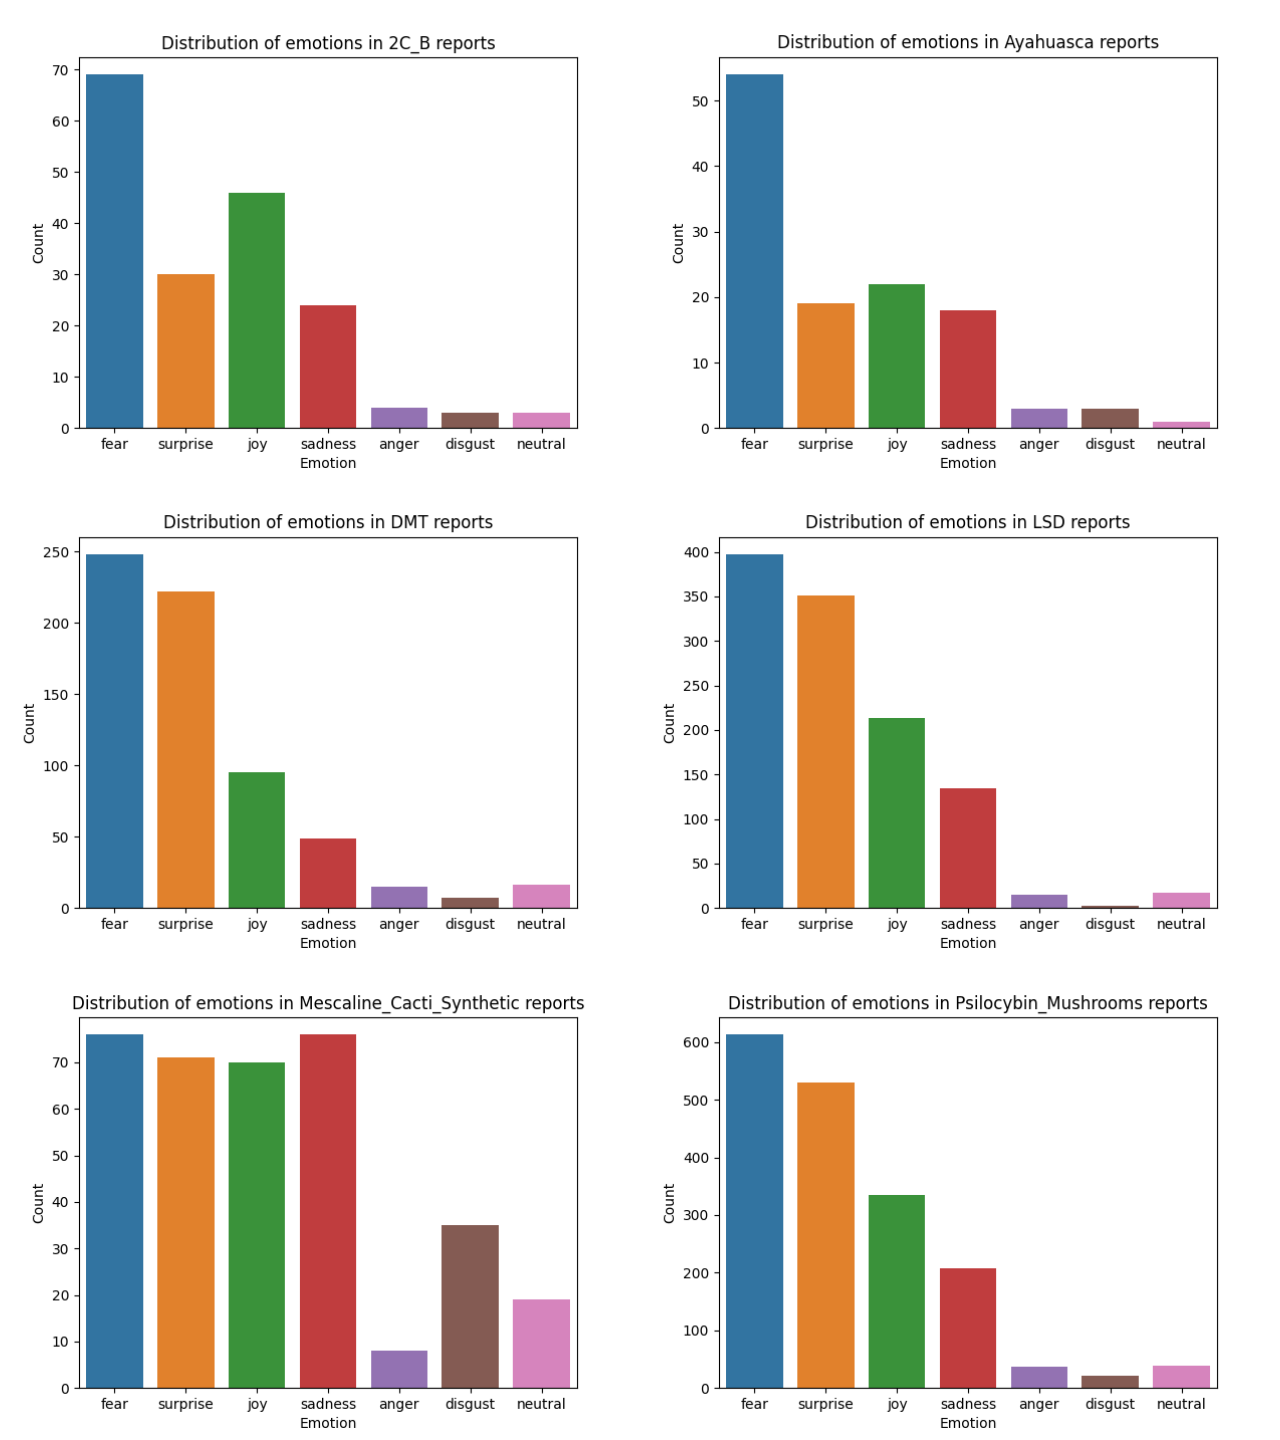 Distribution of emotions in 2C_B reports
Count
70
60
50
40
30
20
10
0
fear surprise joy sadness anger disgust neutral
Emotion
Distribution of emotions in Ayahuasca reports
Count
50
40
30
20
10
0
fear surprise joy sadness anger disgust neutral
Emotion
Distribution of emotions in DMT reports
Count
250
200
150
100
50
0
fear surprise joy sadness anger disgust neutral
Emotion
Distribution of emotions in LSD reports
Count
400
350
300
250
200
150
100
50
0
fear surprise joy sadness anger disgust neutral
Emotion
Distribution of emotions in Mescaline_Cacti_Synthetic reports
Count
70
60
50
40
30
20
10
0
fear surprise joy sadness anger disgust neutral
Emotion
Distribution of emotions in Psilocybin_Mushrooms reports
Count
600
500
400
300
200
100
0
fear surprise joy sadness anger disgust neutral
Emotion